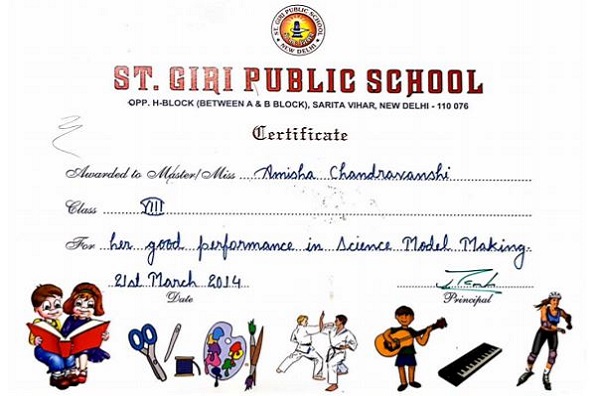 ST. GIRI PUBLIC SCHOOL
NEW DELHI
ST. GIRI PUBLIC SCHOOL
OPP. H-BLOCK (BETWEEN A & B BLOCK), SARITA VIHAR, NEW DELHI - 110 076
Certificate
Awarded to Master/Miss Amisha Chandravanshi
Class VIII
For her good performance in Science Model Making.
21st March 2014
Date Principal